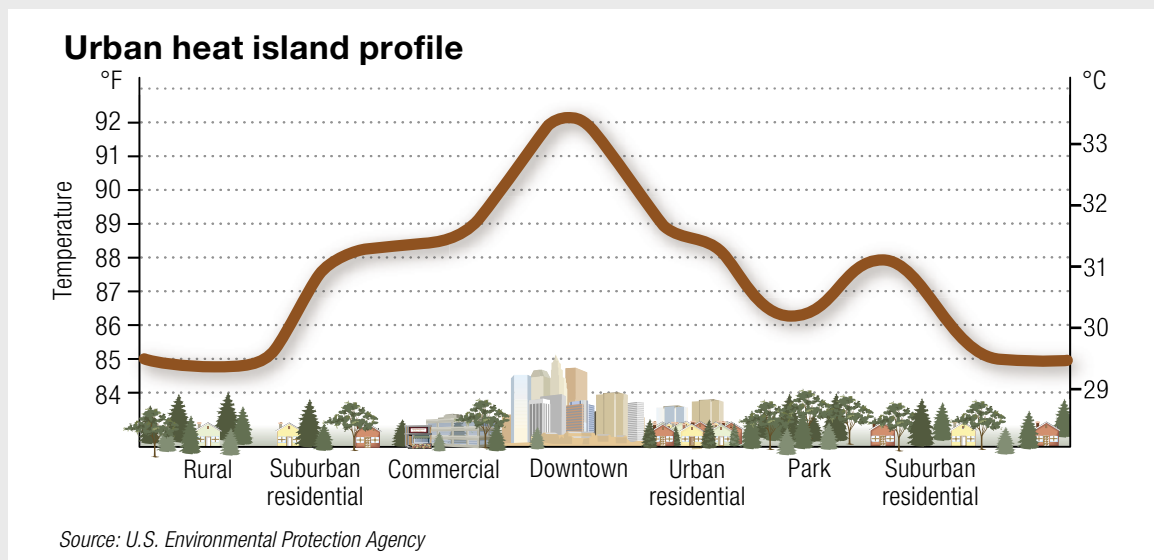 Urban heat island profile
°F
°C
92
91
90
89
88
87
86
85
84
Temperature
33
32
31
30
29
Rural
Suburban
residential
Commercial
Downtown
Urban
residential
Park
Suburban
residential
Source: U.S. Environmental Protection Agency